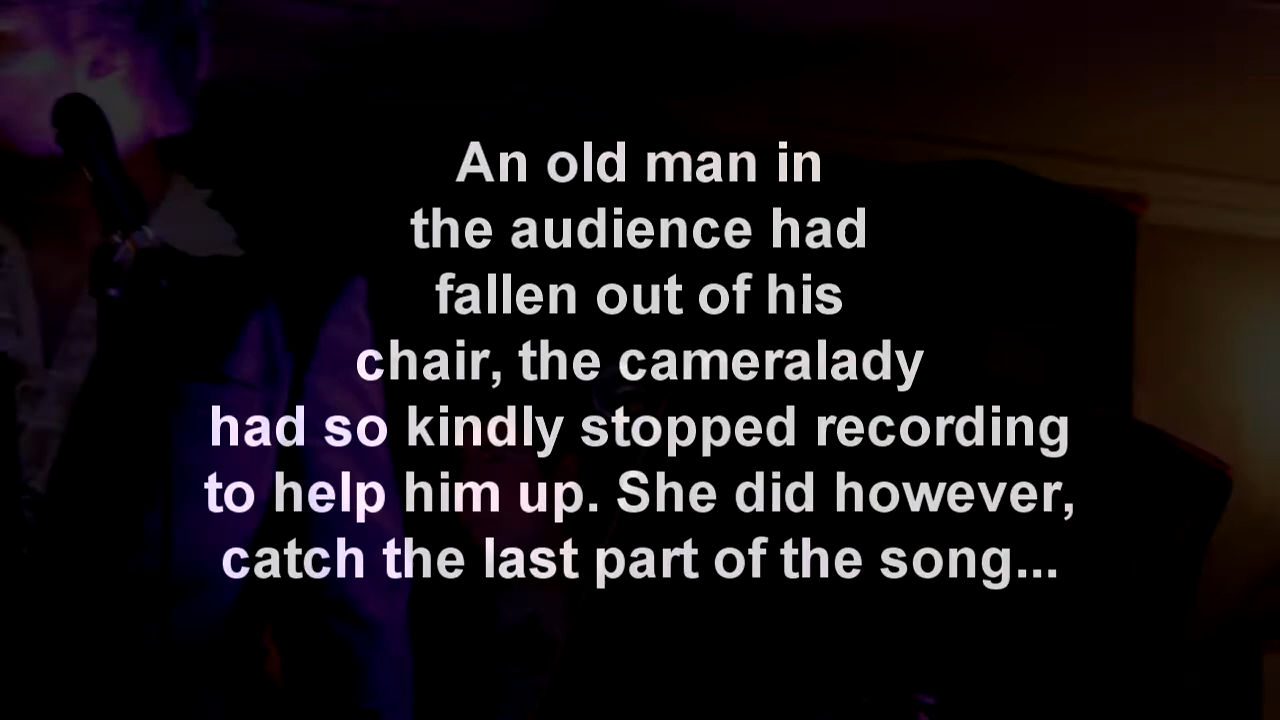 An old man in
the audience had
fallen out of his
chair, the cameralady
had so kindly stopped recording
to help him up. She did however,
catch the last part of the song...